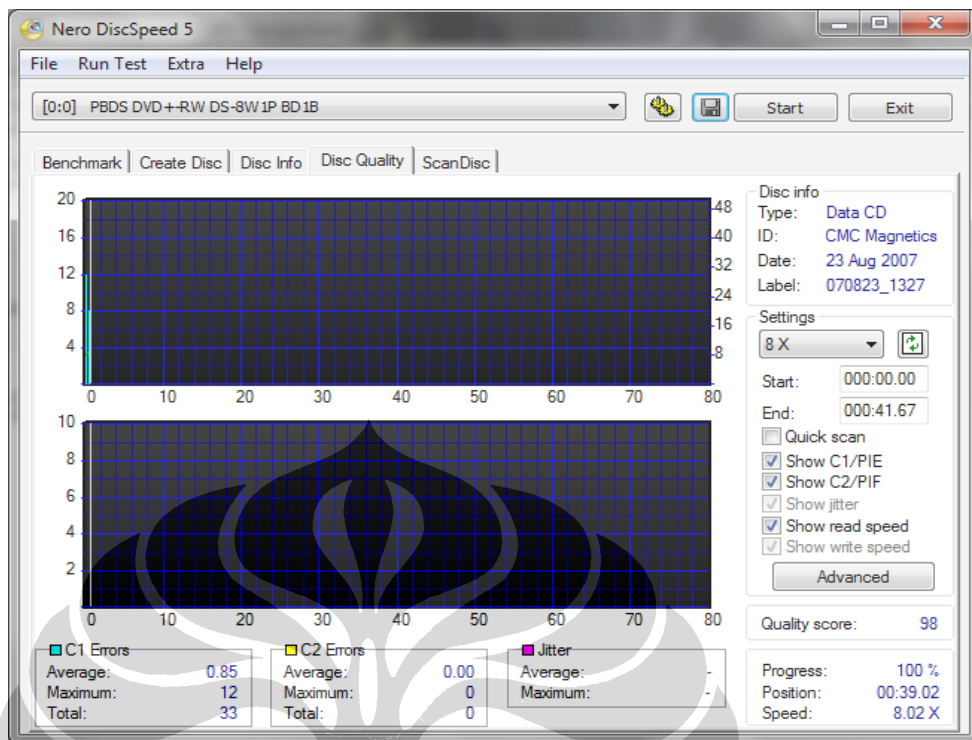 Nero DiscSpeed 5
File Run Test Extra Help
[0:0] PBDS DVD+-RW DS-8W1P BD1B
Start Exit
Benchmark Create Disc Disc Info Disc Quality ScanDisc
20
16
12
8
4
48
40
32
24
16
8
0 10 20 30 40 50 60 70 80
10
8
6
4
2
0 10 20 30 40 50 60 70 80
C1 Errors
Average: 0.85
Maximum: 12
Total: 33
C2 Errors
Average: 0.00
Maximum: 0
Total: 0
Jitter
Average: -
Maximum: -
Disc info
Type: Data CD
ID: CMC Magnetics
Date: 23 Aug 2007
Label: 070823_1327
Settings
8 X
Start: 000:00.00
End: 000:41.67
Quick scan
Show C1/PIE
Show C2/PIF
Show jitter
Show read speed
Show write speed
Advanced
Quality score: 98
Progress: 100 %
Position: 00:39.02
Speed: 8.02 X